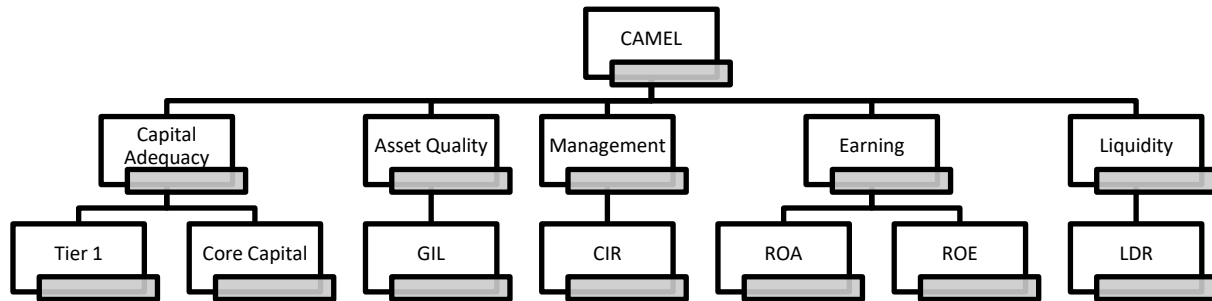 CAMEL
Capital
Adequacy
Asset Quality
Management
Earning
Liquidity
Tier 1
Core Capital
GIL
CIR
ROA
ROE
LDR